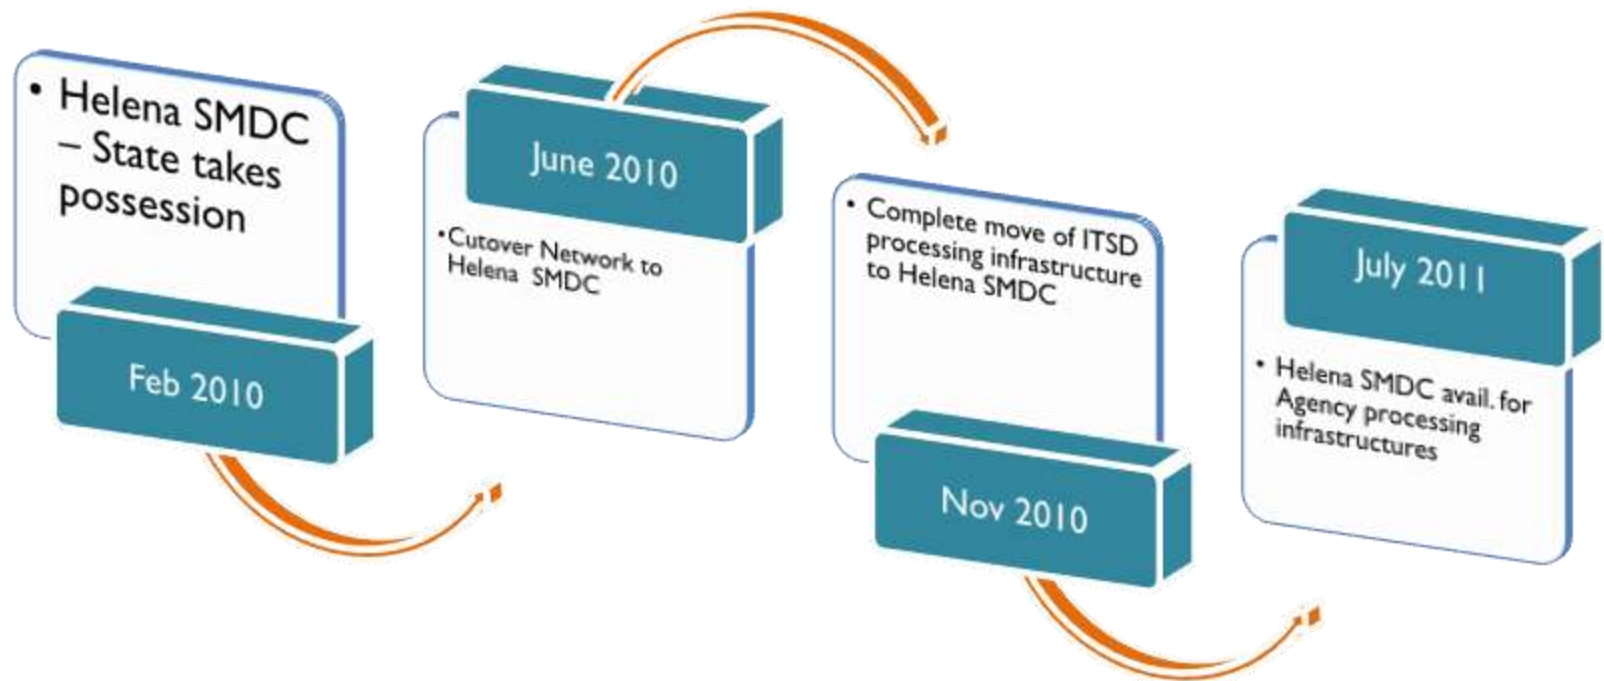 • Helena SMDC
– State takes
possession
Feb 2010
June 2010
•Cutover Network to
Helena SMDC
• Complete move of ITSD
processing infrastructure
to Helena SMDC
Nov 2010
July 2011
• Helena SMDC avail. for
Agency processing
infrastructures